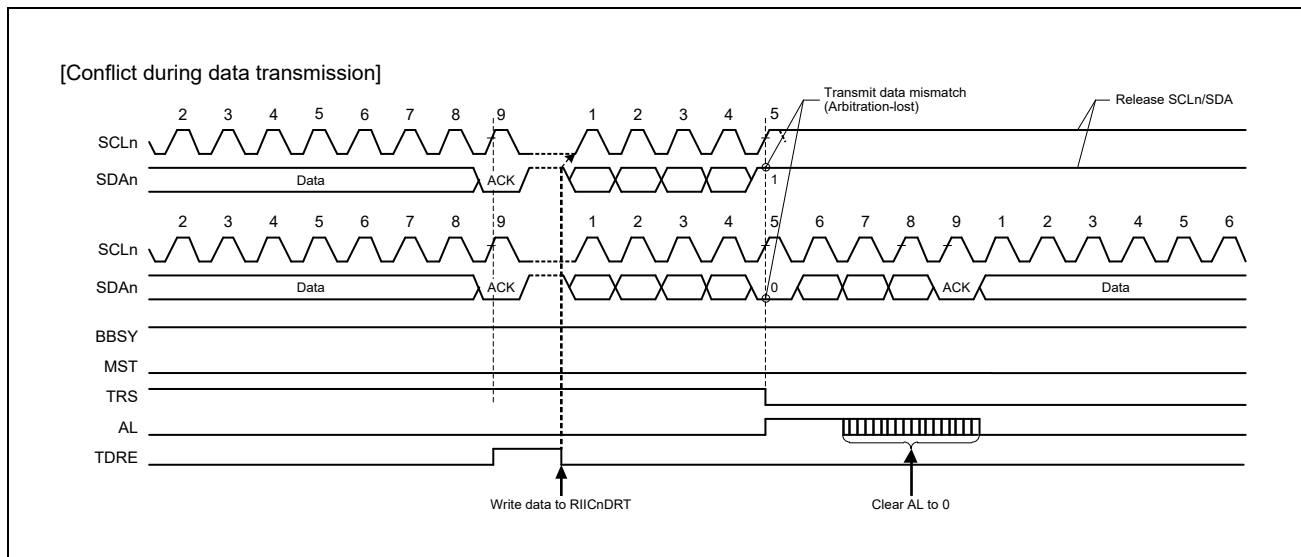 [Conflict during data transmission]
Transmit data mismatch
(Arbitration-lost)
Release SCLn/SDA
2 3 4 5 6 7 8 9 1 2 3 4 5
SCLn
SDAn Data ACK 1
2 3 4 5 6 7 8 9 1 2 3 4 5 6 7 8 9 1 2 3 4 5 6
SCLn
SDAn Data ACK 0 ACK Data
BBSY
MST
TRS
AL
TDRE
Write data to RIICnDRT Clear AL to 0